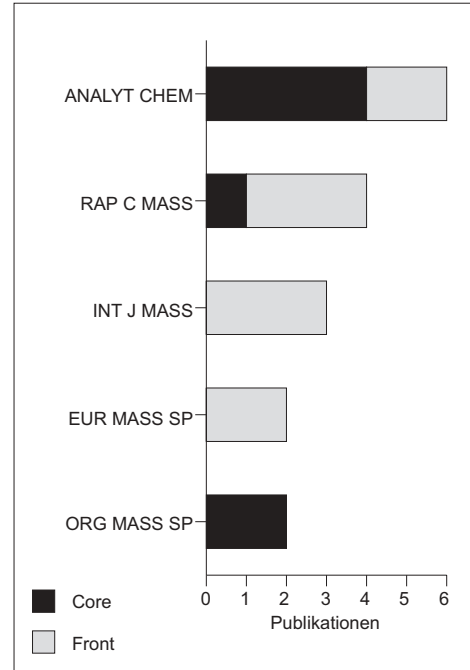 ANALYT CHEM
RAP C MASS
INT J MASS
EUR MASS SP
ORG MASS SP
0 1 2 3 4 5 6
Publikationen
Core
Front